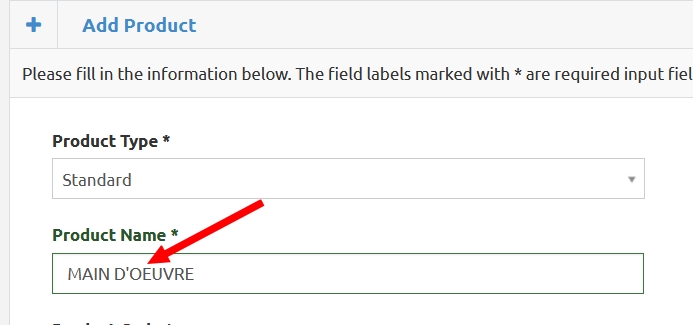 Add Product
Please fill in the information below. The field labels marked with * are required input fiel
Product Type *
Standard
Product Name *
MAIN D'OEUVRE